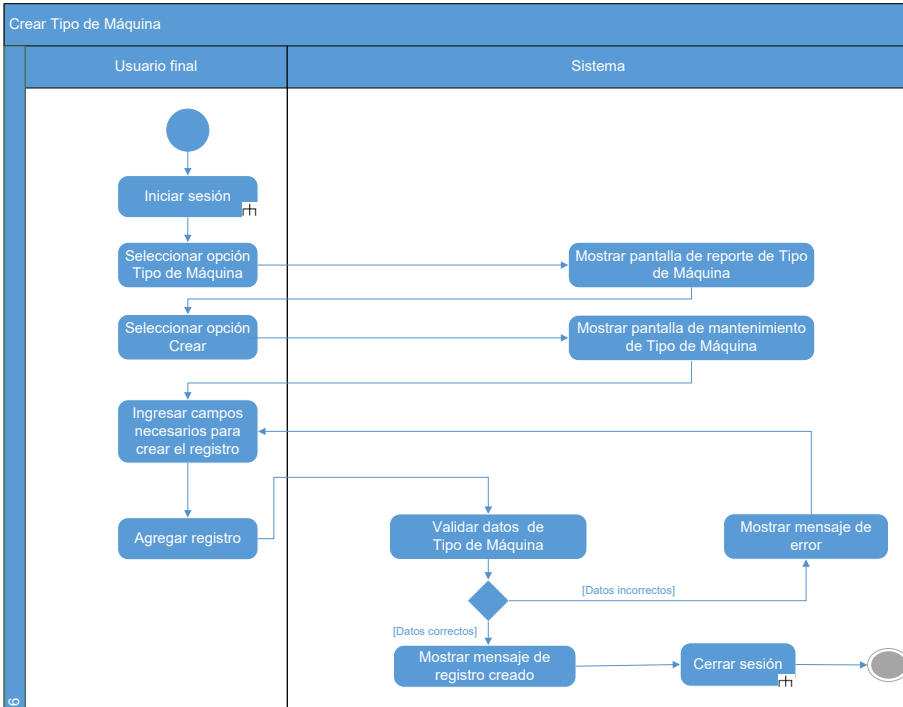 Crear Tipo de Máquina
Usuario final
Sistema
Iniciar sesión
Seleccionar opción
Tipo de Máquina
Mostrar pantalla de reporte de Tipo
de Máquina
Seleccionar opción
Crear
Mostrar pantalla de mantenimiento
de Tipo de Máquina
Ingresar campos
necesarios para
crear el registro
Agregar registro
Validar datos de
Tipo de Máquina
Mostrar mensaje de
error
[Datos incorrectos]
[Datos correctos]
Mostrar mensaje de
registro creado
Cerrar sesión